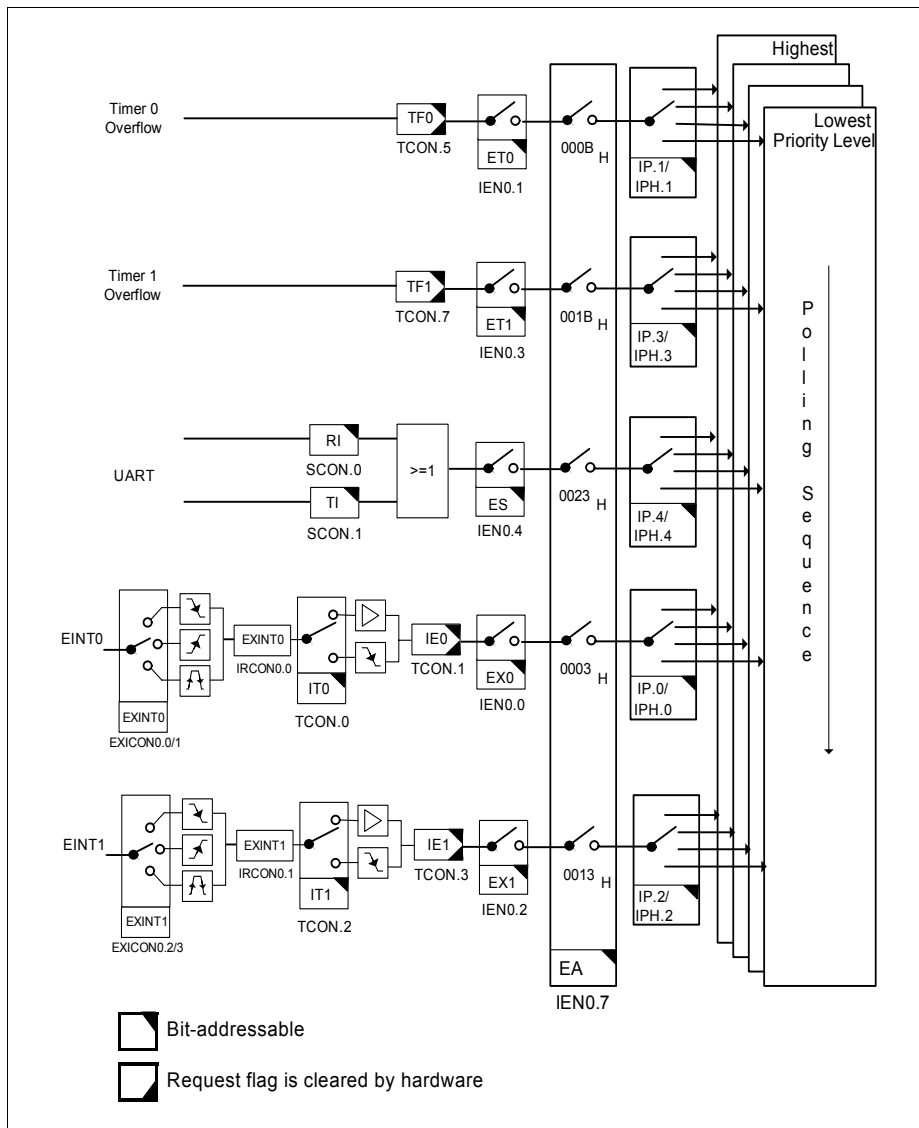 Highest
Lowest
Priority Level
Timer 0
Overflow
TF0
TCON.5
ET0
IEN0.1
000B H
IP.1/
IPH.1
Timer 1
Overflow
TF1
TCON.7
ET1
IEN0.3
001B H
IP.3/
IPH.3
Polling Sequence
UART
RI
SCON.0
TI
SCON.1
>=1
ES
IEN0.4
0023 H
IP.4/
IPH.4
EINT0
EXINT0
EXICON0.0/1
EXINT0
IRCON0.0
IT0
TCON.0
IE0
TCON.1
EX0
IEN0.0
0003 H
IP.0/
IPH.0
EINT1
EXINT1
EXICON0.2/3
EXINT1
IRCON0.1
IT1
TCON.2
IE1
TCON.3
EX1
IEN0.2
0013 H
IP.2/
IPH.2
EA
IEN0.7
Bit-addressable
Request flag is cleared by hardware